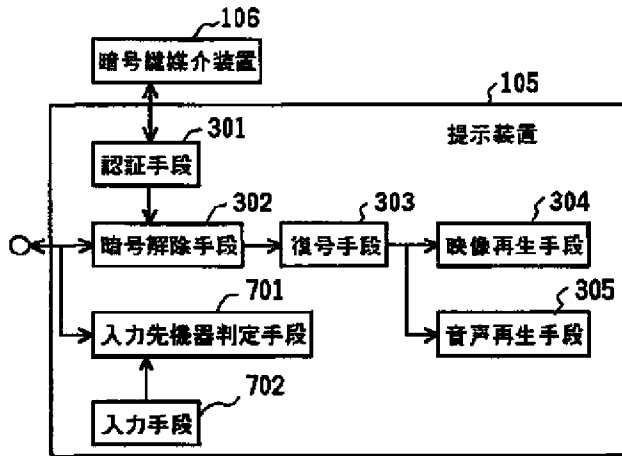 106
暗号鍵媒介装置
105
提示装置
301
認証手段
302
暗号解除手段
303
復号手段
304
映像再生手段
701
入力先機器判定手段
305
音声再生手段
702
入力手段